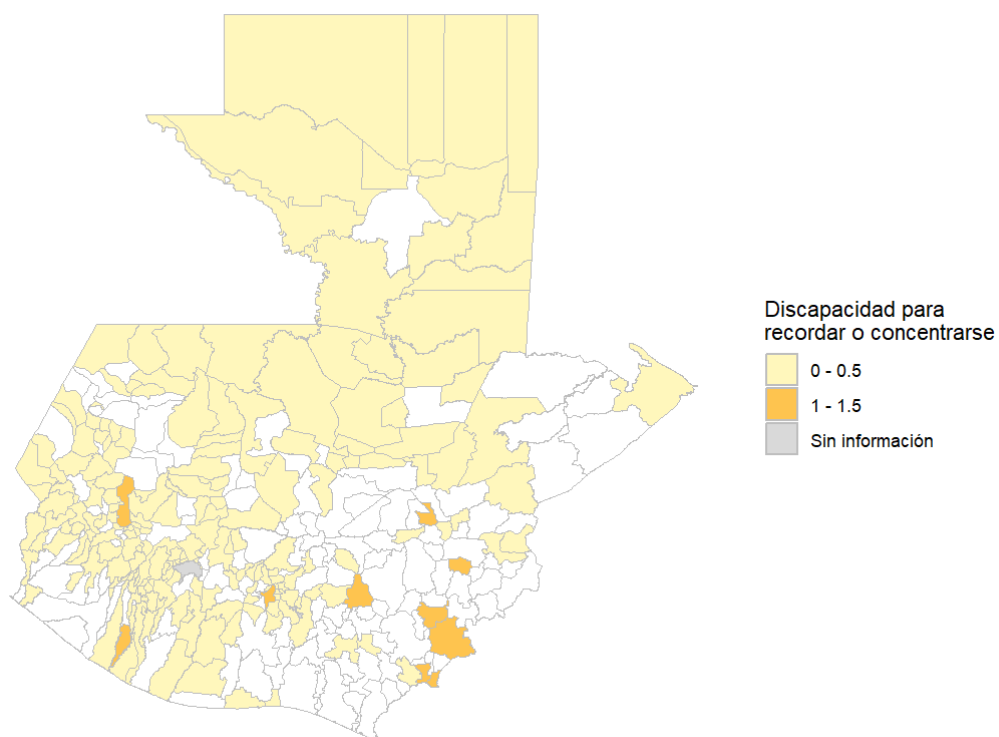 Discapacidad para
recordar o concentrarse
0 - 0.5
1 - 1.5
Sin información